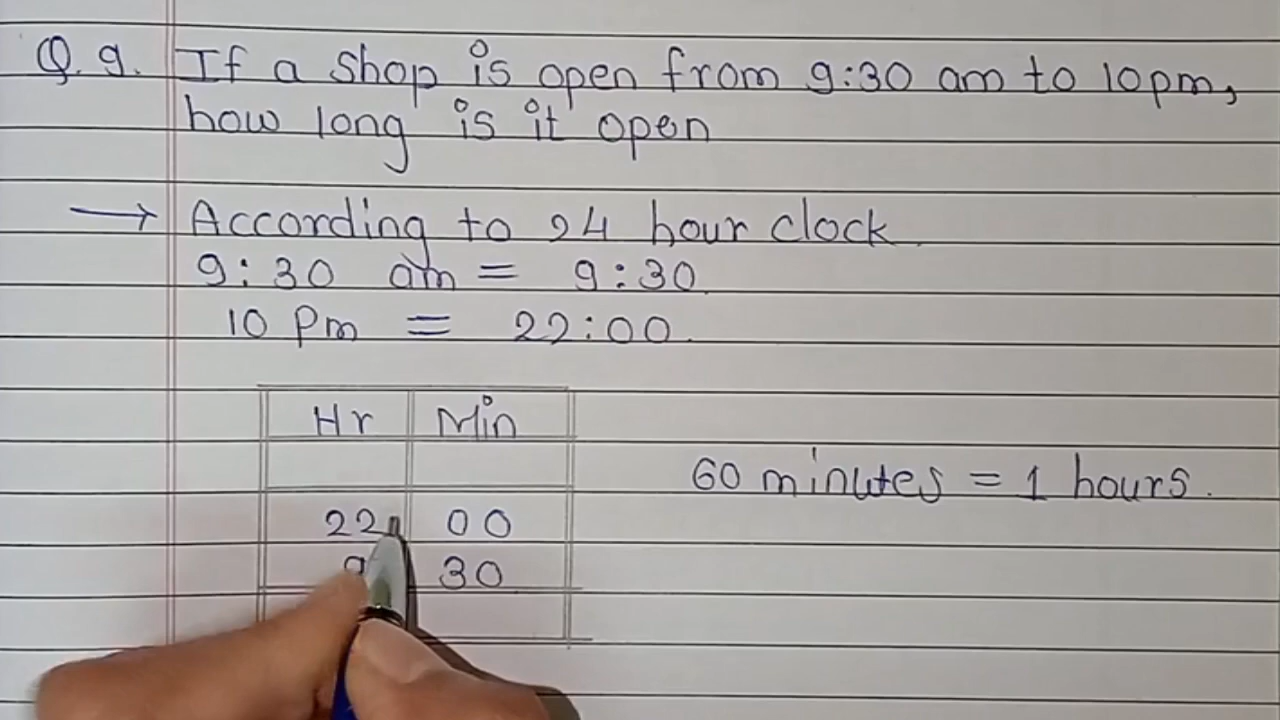 Q.9. If a shop is open from 9:30 am to 10pm,
how long is it open
→ According to 24 hour clock.
9:30 am = 9:30.
10 Pm = 22:00.
Hr Min
60 minutes = 1 hours.
22 00
9 30